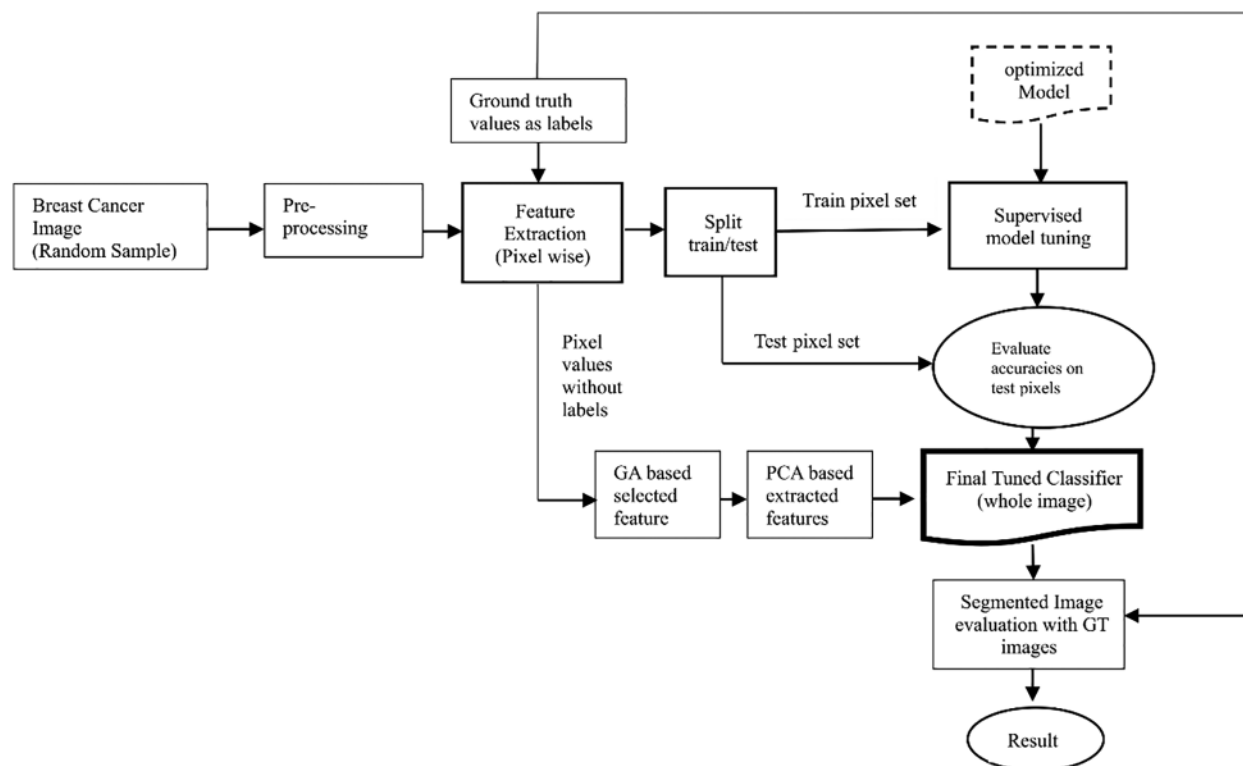 optimized
Model
Ground truth
values as labels
Breast Cancer
Image
(Random Sample)
Pre-
processing
Feature
Extraction
(Pixel wise)
Split
train/test
Train pixel set
Supervised
model tuning
Pixel
values
without
labels
Test pixel set
Evaluate
accuracies on
test pixels
GA based
selected
feature
PCA based
extracted
features
Final Tuned Classifier
(whole image)
Segmented Image
evaluation with GT
images
Result